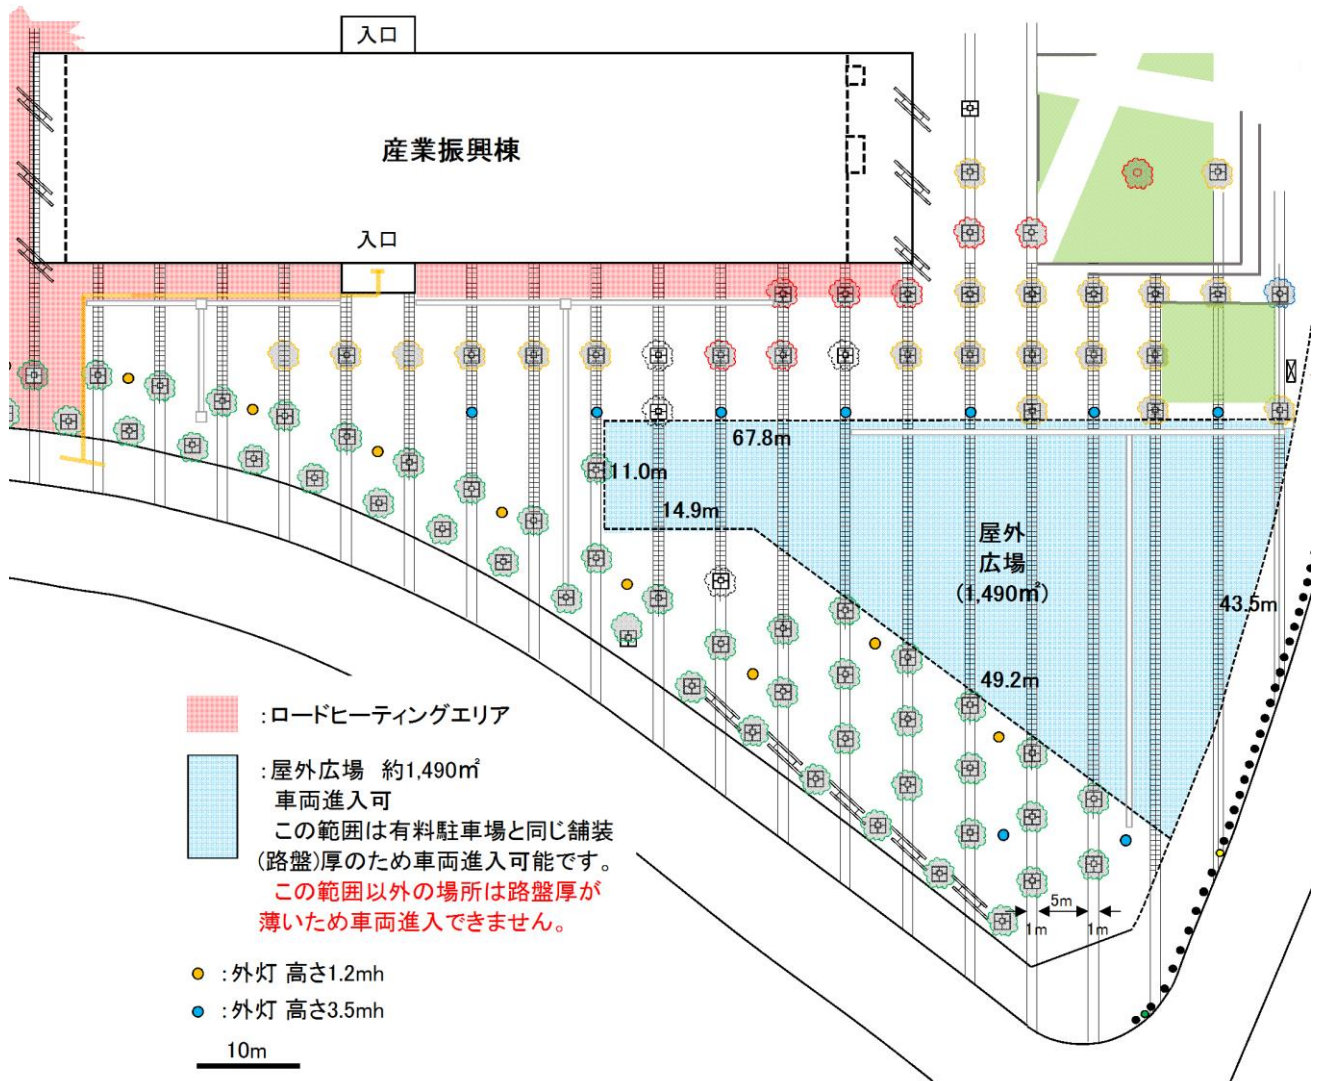 入口
産業振興棟
入口
67.8m
11.0m
14.9m
屋外
広場
(1,490㎡)
43.5m
49.2m
5m
1m
1m
:ロードヒーティングエリア
:屋外広場 約1,490㎡
車両進入可
この範囲は有料駐車場と同じ舗装
(路盤)厚のため車両進入可能です。
この範囲以外の場所は路盤厚が
薄いため車両進入できません。
:外灯 高さ1.2mh
:外灯 高さ3.5mh
10m